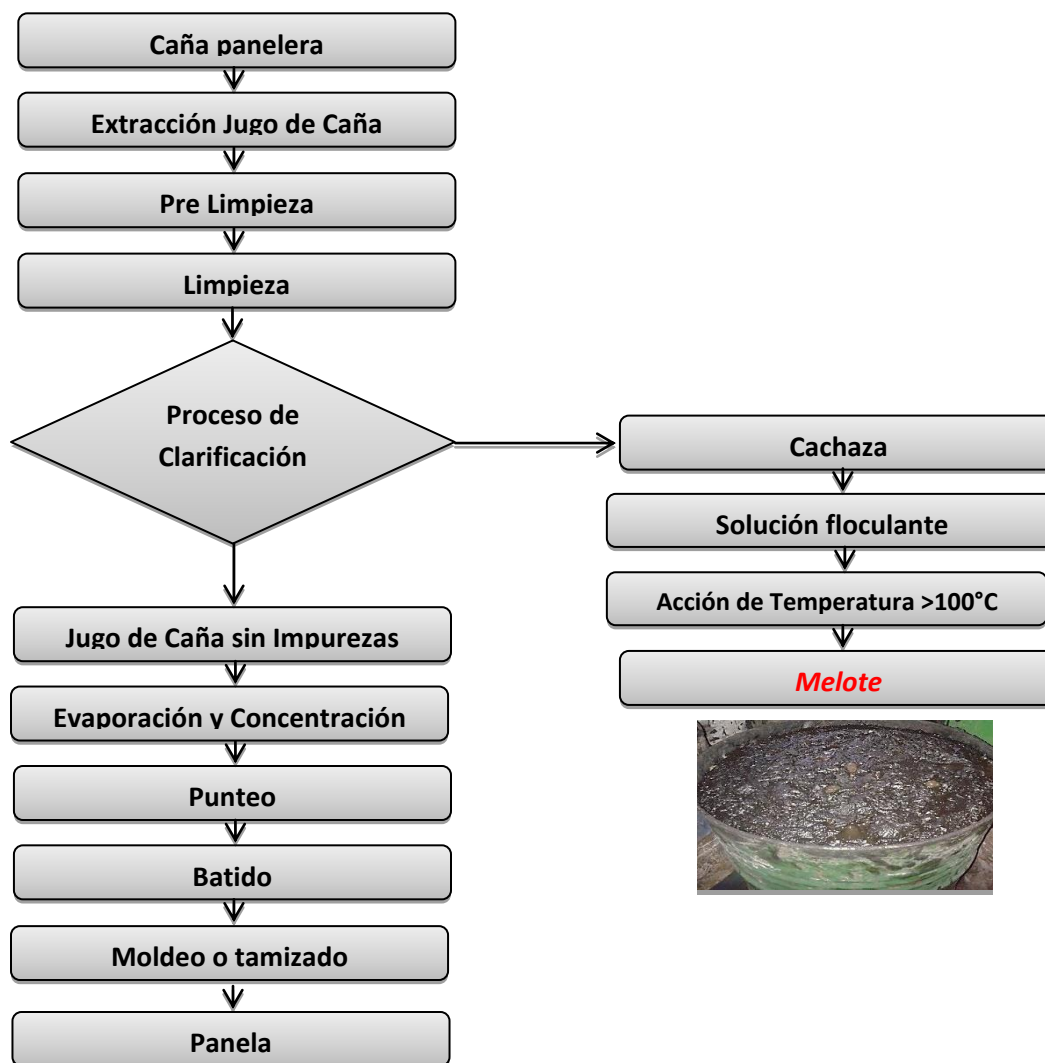 Caña panelera
Extracción Jugo de Caña
Pre Limpieza
Limpieza
Proceso de
Clarificación
Jugo de Caña sin Impurezas
Evaporación y Concentración
Punteo
Batido
Moldeo o tamizado
Panela
Cachaza
Solución floculante
Acción de Temperatura >100°C
Melote